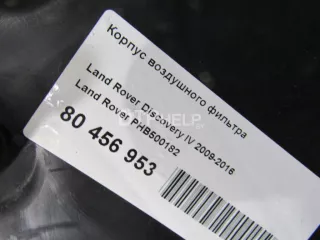 Корпус воздушного фильтра
Land Rover Discovery IV 2009-2016
Land Rover PHB500182
80 456 953